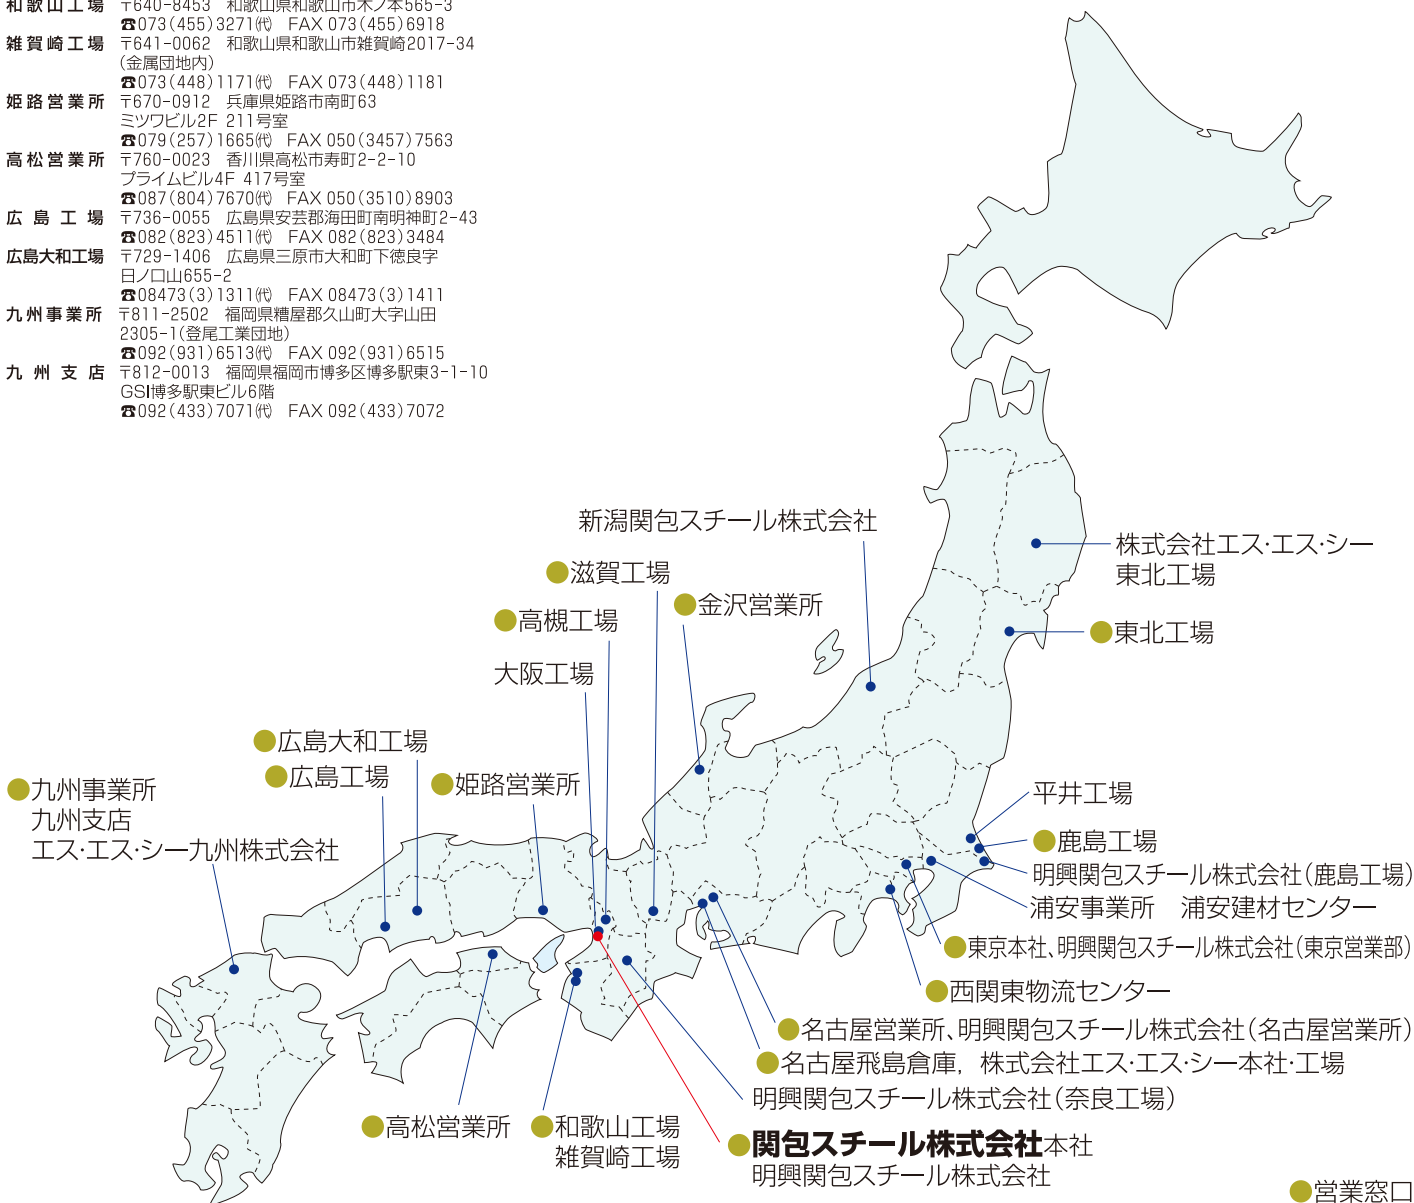 和歌山工場 〒640-8453 和歌山県和歌山市木ノ本565-3
☎073(455)3271㈹ FAX 073(455)6918
雑賀崎工場 〒641-0062 和歌山県和歌山市雑賀崎2017-34
(金属団地内)
☎073(448)1171㈹ FAX 073(448)1181
姫路営業所 〒670-0912 兵庫県姫路市南町63
ミツワビル2F 211号室
☎079(257)1665㈹ FAX 050(3457)7563
高松営業所 〒760-0023 香川県高松市寿町2-2-10
プライムビル4F 417号室
☎087(804)7670㈹ FAX 050(3510)8903
広島工場 〒736-0055 広島県安芸郡海田町南明神町2-43
☎082(823)4511㈹ FAX 082(823)3484
広島大和工場 〒729-1406 広島県三原市大和町下徳良字
日ノ口山655-2
☎08473(3)1311㈹ FAX 08473(3)1411
九州事業所 〒811-2502 福岡県糟屋郡久山町大字山田
2305-1(登尾工業団地)
☎092(931)6513㈹ FAX 092(931)6515
九州支店 〒812-0013 福岡県福岡市博多区博多駅東3-1-10
GSI博多駅東ビル6階
☎092(433)7071㈹ FAX 092(433)7072
新潟関包スチール株式会社
株式会社エス・エス・シー
東北工場
●滋賀工場
●金沢営業所
●高槻工場
●東北工場
大阪工場
●広島大和工場
●広島工場
●姫路営業所
●九州事業所
九州支店
エス・エス・シー九州株式会社
平井工場
●鹿島工場
明興関包スチール株式会社(鹿島工場)
浦安事業所 浦安建材センター
●東京本社、明興関包スチール株式会社(東京営業部)
●西関東物流センター
●名古屋営業所、明興関包スチール株式会社(名古屋営業所)
●名古屋飛島倉庫, 株式会社エス・エス・シー本社・工場
明興関包スチール株式会社(奈良工場)
●高松営業所
●和歌山工場
雑賀崎工場
●関包スチール株式会社本社
明興関包スチール株式会社
●営業窓口